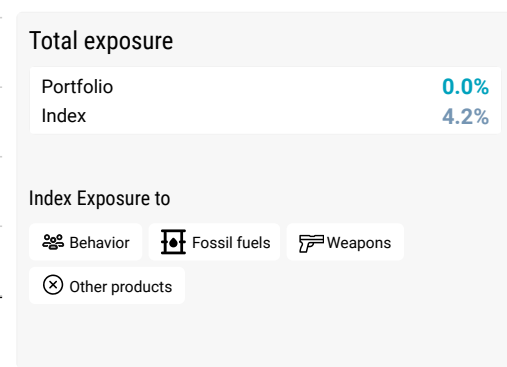 Total exposure
Portfolio 0.0%
Index 4.2%
Index Exposure to
Behavior Fossil fuels Weapons
Other products